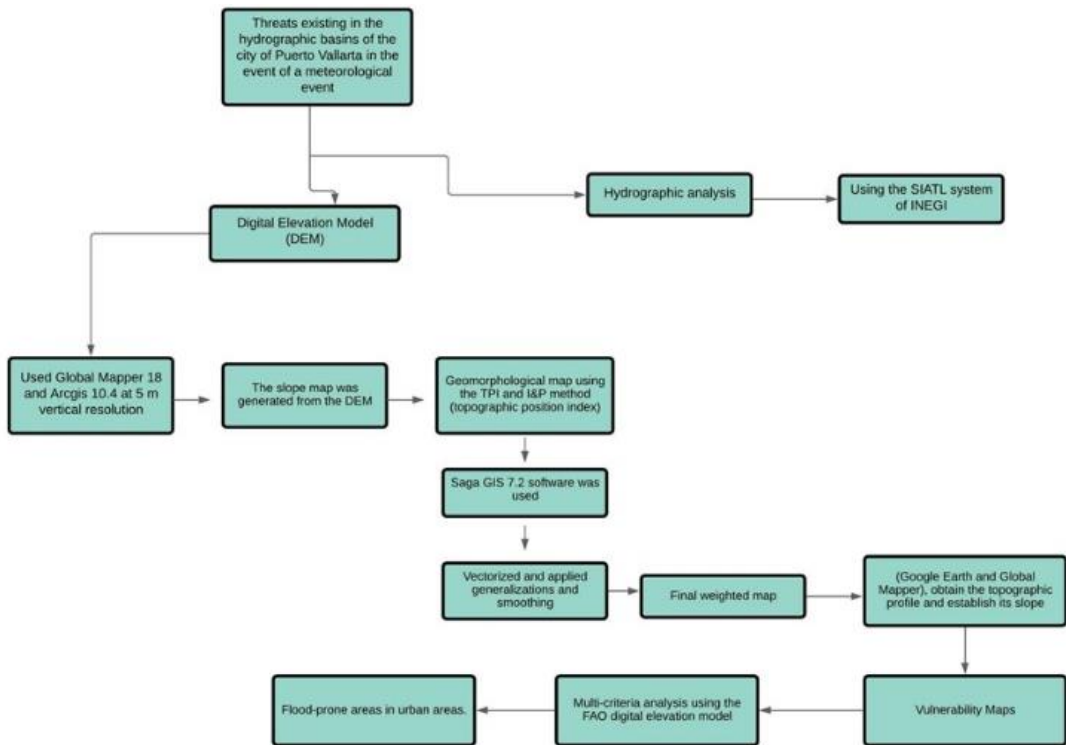 Threats existing in the
hydrographic basins of the
city of Puerto Vallarta in the
event of a meteorological
event
Hydrographic analysis
Using the SIATL system
of INEGI
Digital Elevation Model
(DEM)
Used Global Mapper 18
and Arcgis 10.4 at 5 m
vertical resolution
The slope map was
generated from the DEM
Geomorphological map using
the TPI and I&P method
(topographic position index)
Saga GIS 7.2 software was
used
Vectorized and applied
generalizations and
smoothing
Final weighted map
(Google Earth and Global
Mapper), obtain the topographic
profile and establish its slope
Vulnerability Maps
Multi-criteria analysis using the
FAO digital elevation model
Flood-prone areas in urban areas.